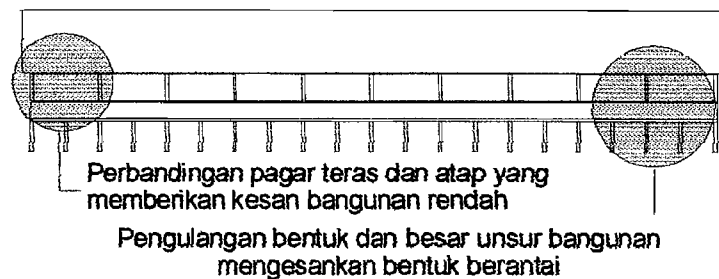 Perbandingan pagar teras dan atap yang
memberikan kesan bangunan rendah
Pengulangan bentuk dan besar unsur bangunan
mengesankan bentuk berantai